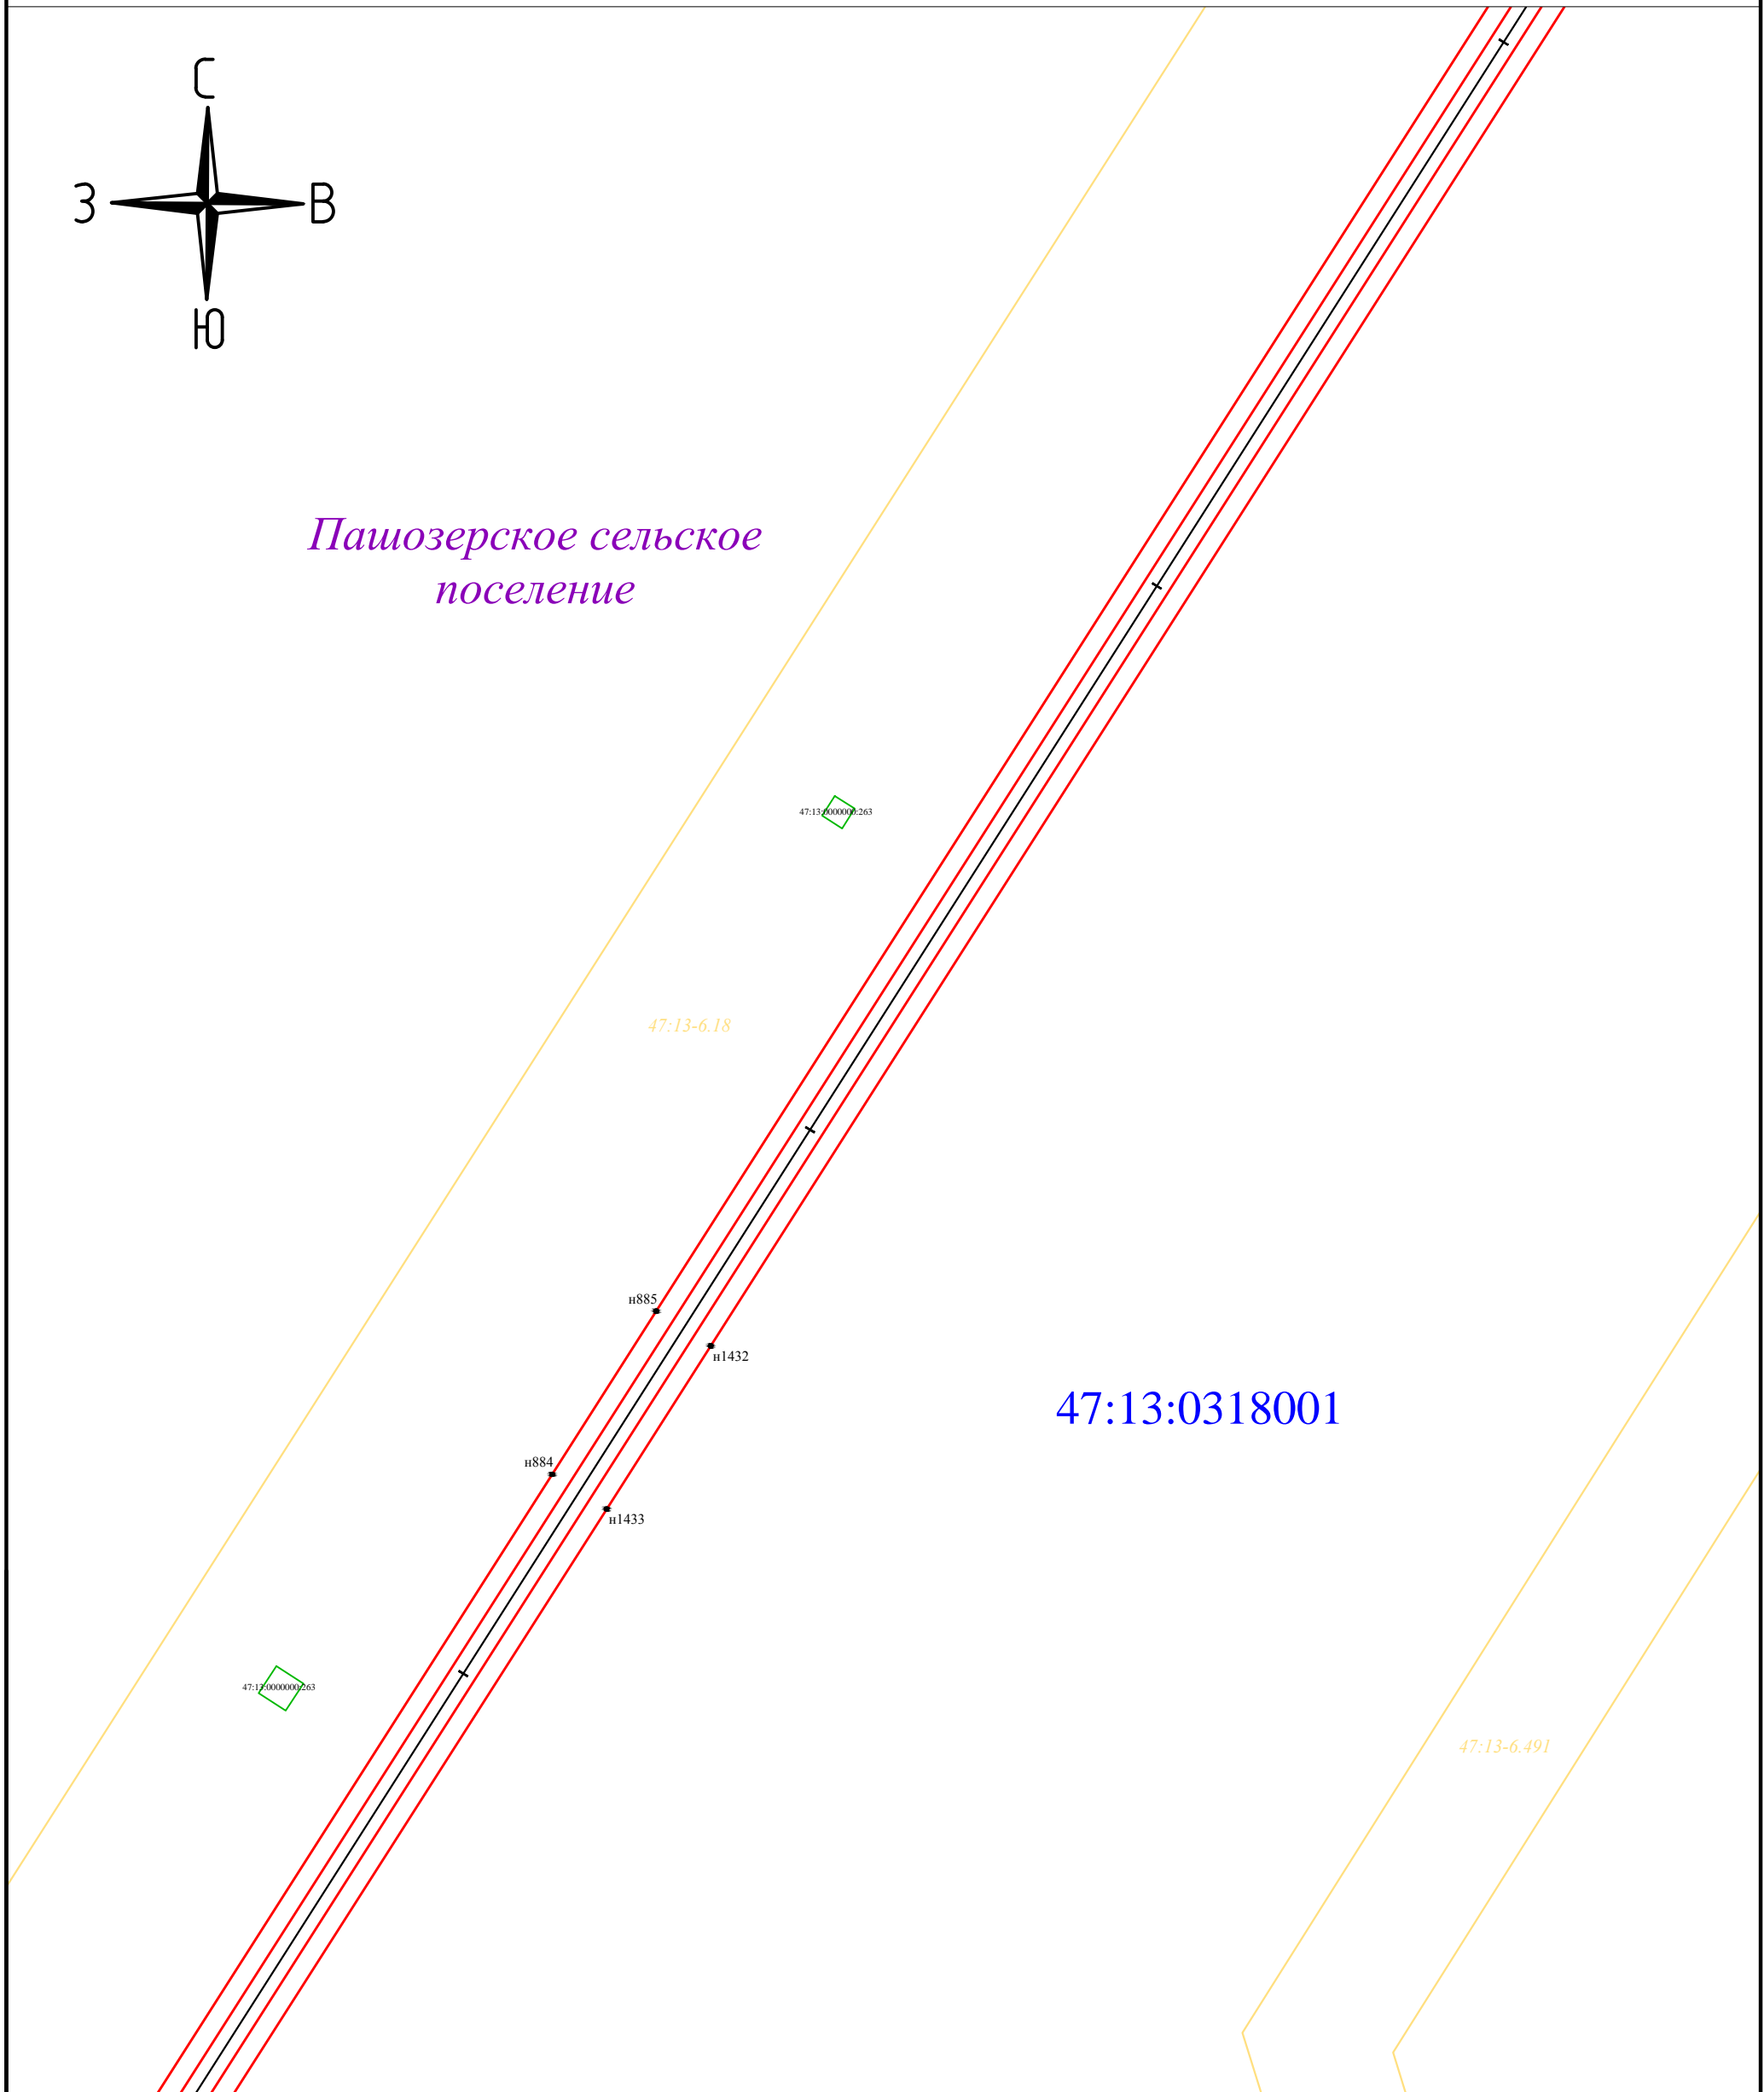 С
З
В
Ю
Пашозерское сельское
поселение
47:13:0000000:263
47:13-6.18
н885
н1432
47:13:0318001
н884
н1433
47:13:0000000:263
47:13-6.491